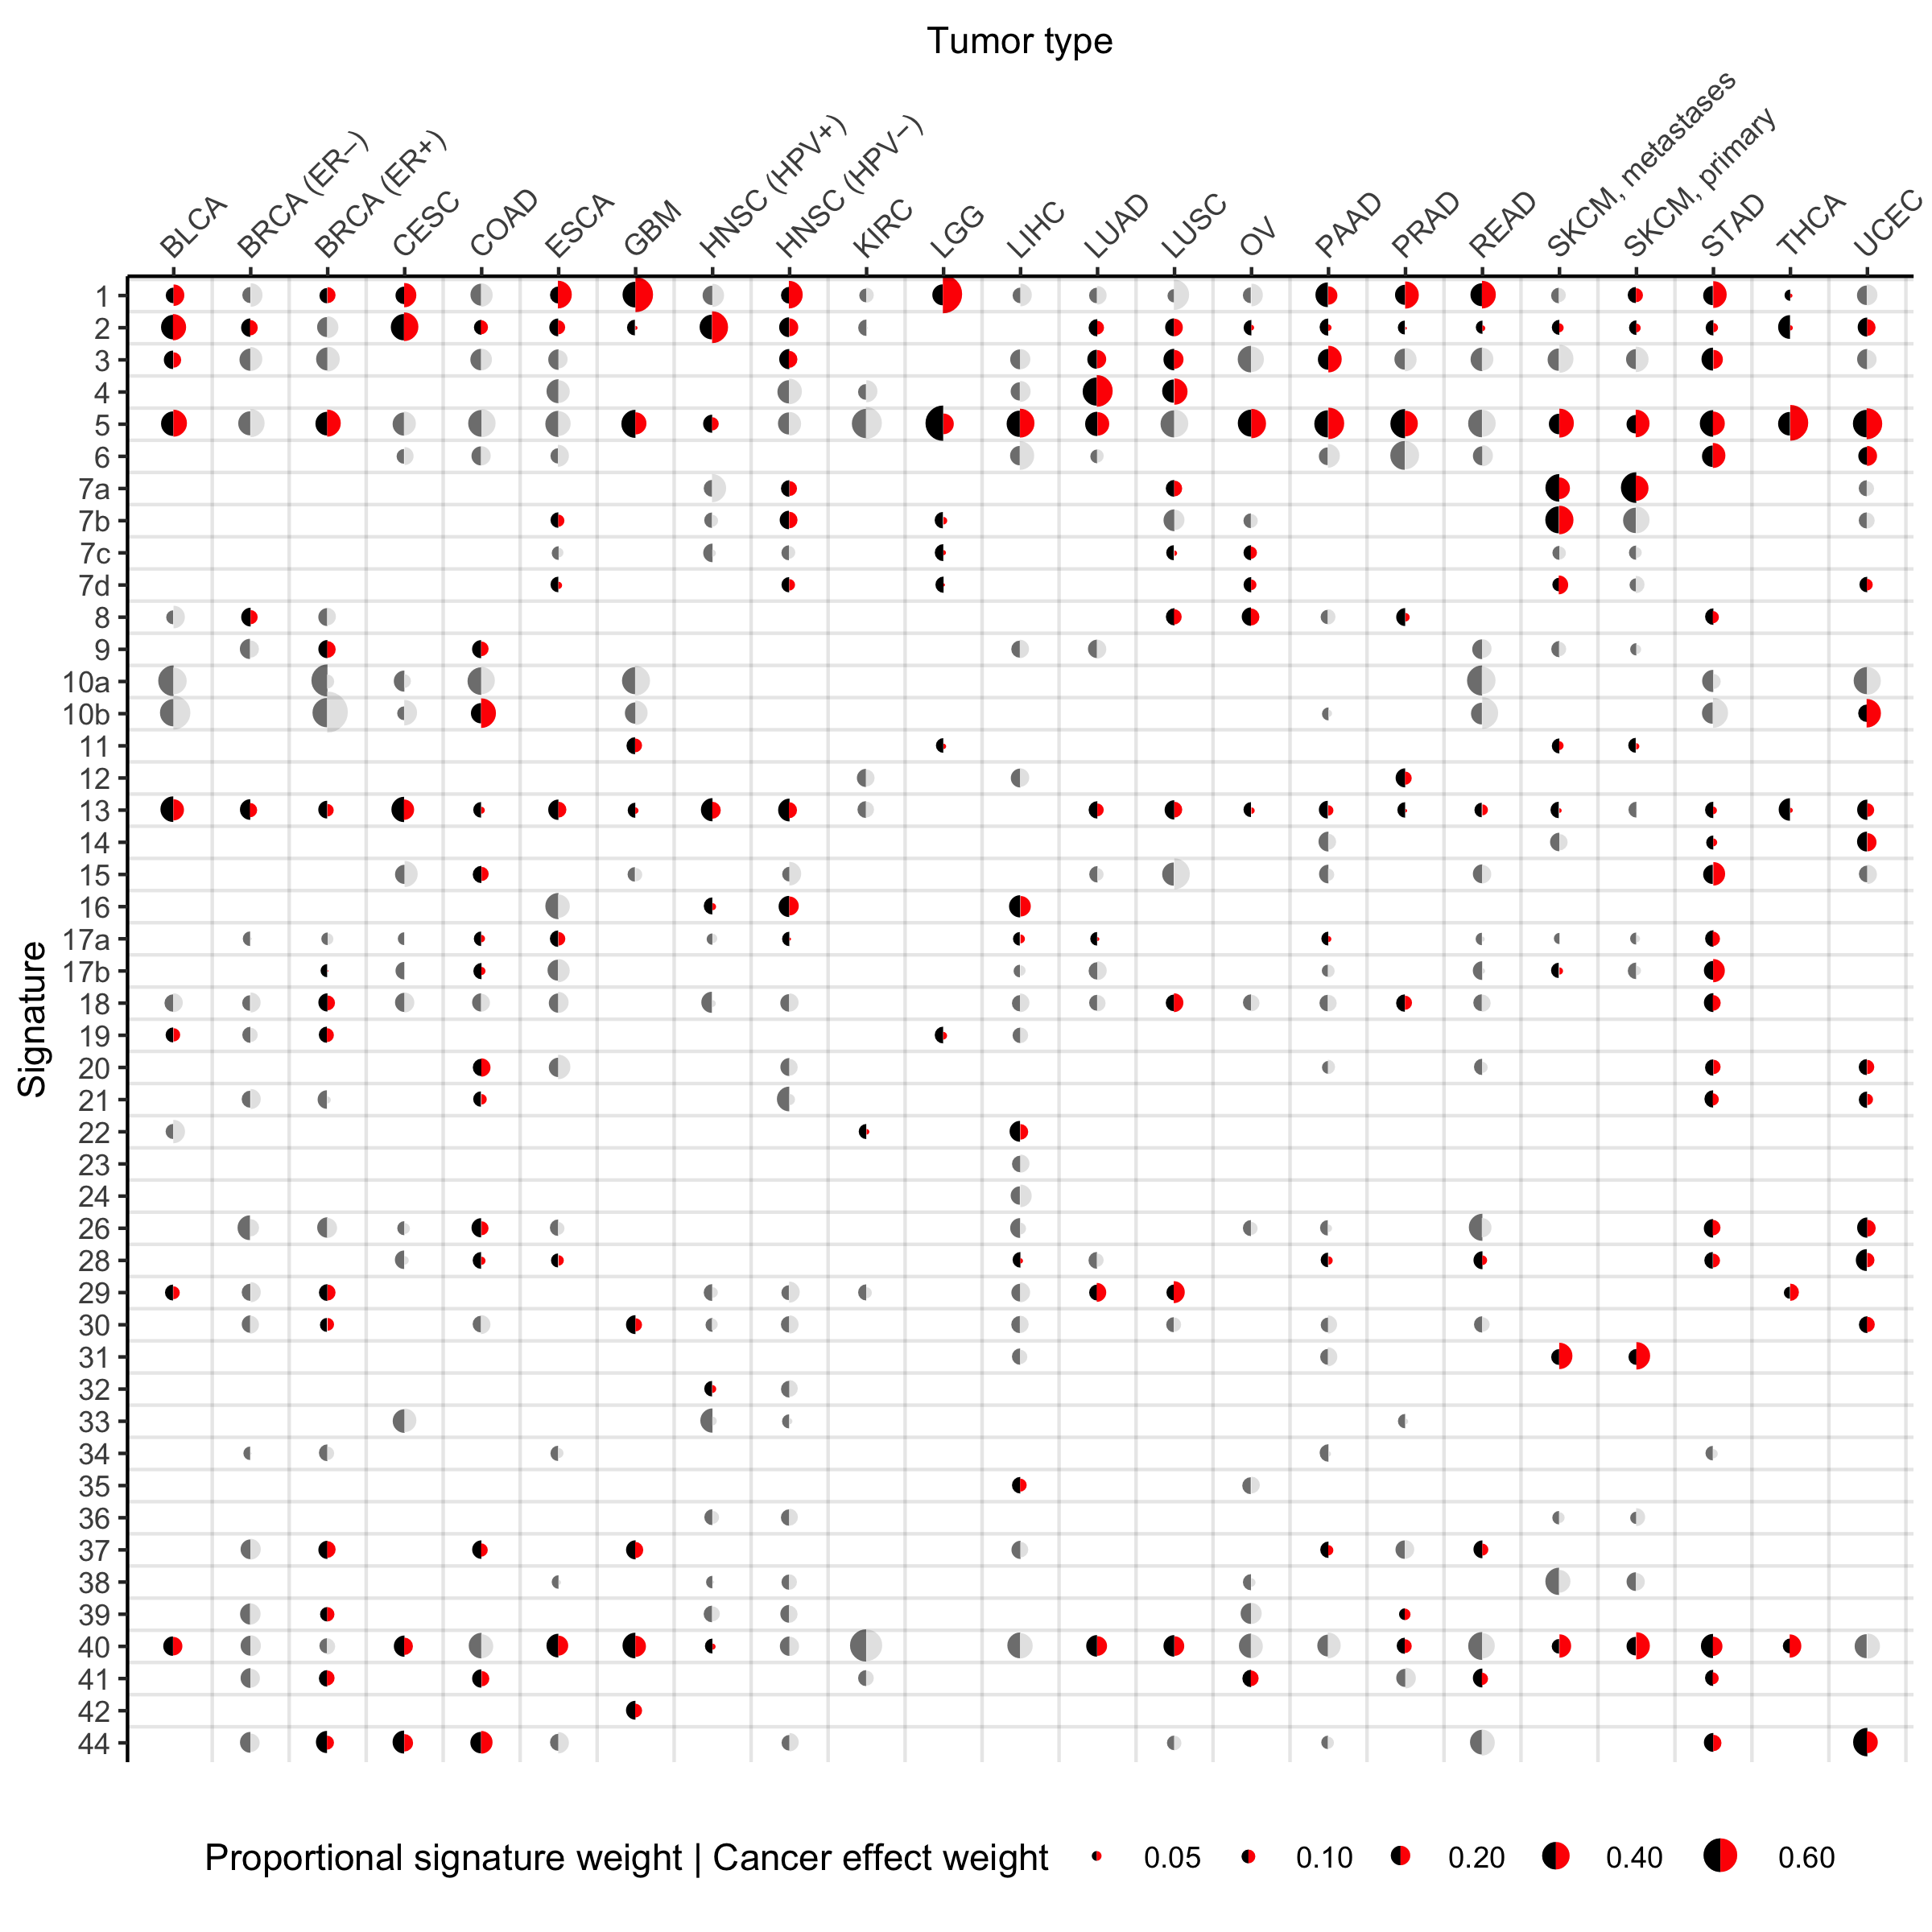 Tumor type
BLCA
BRCA (ER−)
BRCA (ER+)
CESC
COAD
ESCA
GBM
HNSC (HPV+)
HNSC (HPV−)
KIRC
LGG
LIHC
LUAD
LUSC
OV
PAAD
PRAD
READ
SKCM, metastases
SKCM, primary
STAD
THCA
UCEC
Signature
1
2
3
4
5
6
7a
7b
7c
7d
8
9
10a
10b
11
12
13
14
15
16
17a
17b
18
19
20
21
22
23
24
26
28
29
30
31
32
33
34
35
36
37
38
39
40
41
42
44
Proportional signature weight | Cancer effect weight 0.05 0.10 0.20 0.40 0.60